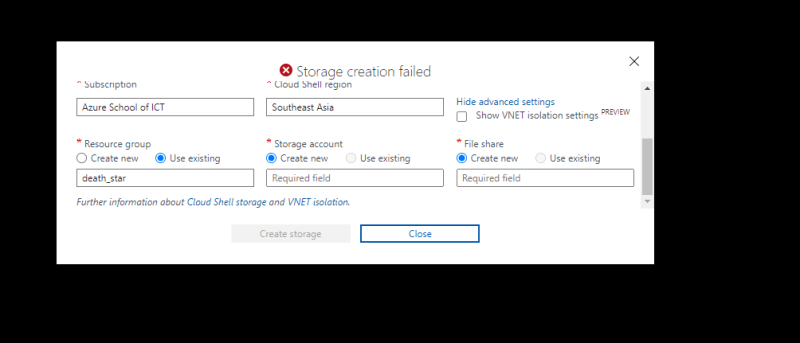 Storage creation failed
* Subscription
* Cloud Shell region
Azure School of ICT
Southeast Asia
Hide advanced settings
Show VNET isolation settings PREVIEW
* Resource group
* Storage account
* File share
Create new
Use existing
Create new
Use existing
Create new
Use existing
death_star
Required field
Required field
Further information about Cloud Shell storage and VNET isolation.
Create storage
Close